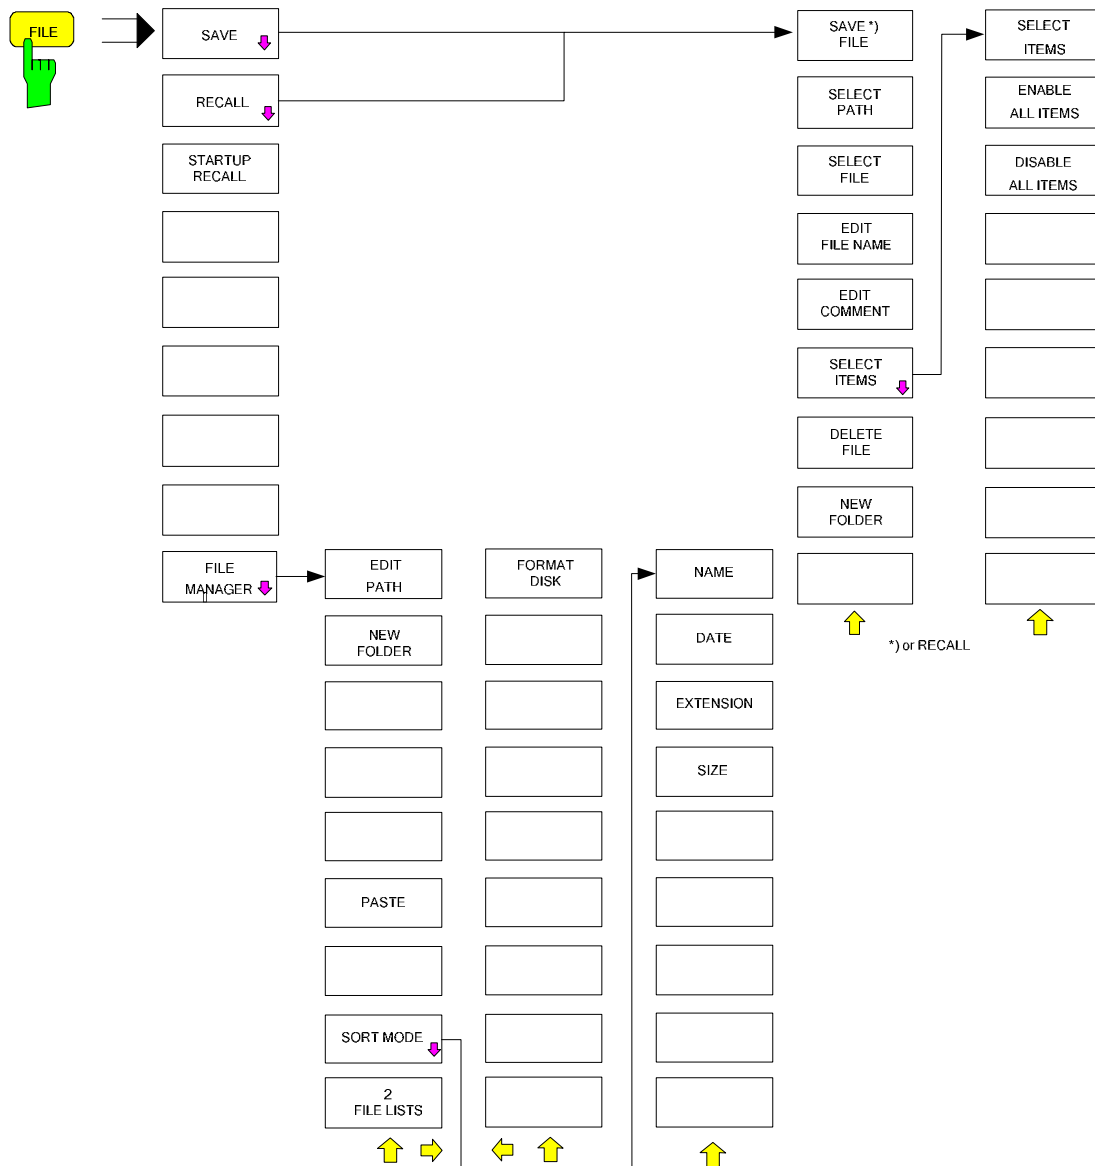 FILE
SAVE
RECALL
STARTUP
RECALL
FILE
MANAGER
SAVE *)
FILE
SELECT
PATH
SELECT
FILE
EDIT
FILE NAME
EDIT
COMMENT
SELECT
ITEMS
DELETE
FILE
NEW
FOLDER
SELECT
ITEMS
ENABLE
ALL ITEMS
DISABLE
ALL ITEMS
*) or RECALL
EDIT
PATH
NEW
FOLDER
PASTE
SORT MODE
2
FILE LISTS
FORMAT
DISK
NAME
DATE
EXTENSION
SIZE